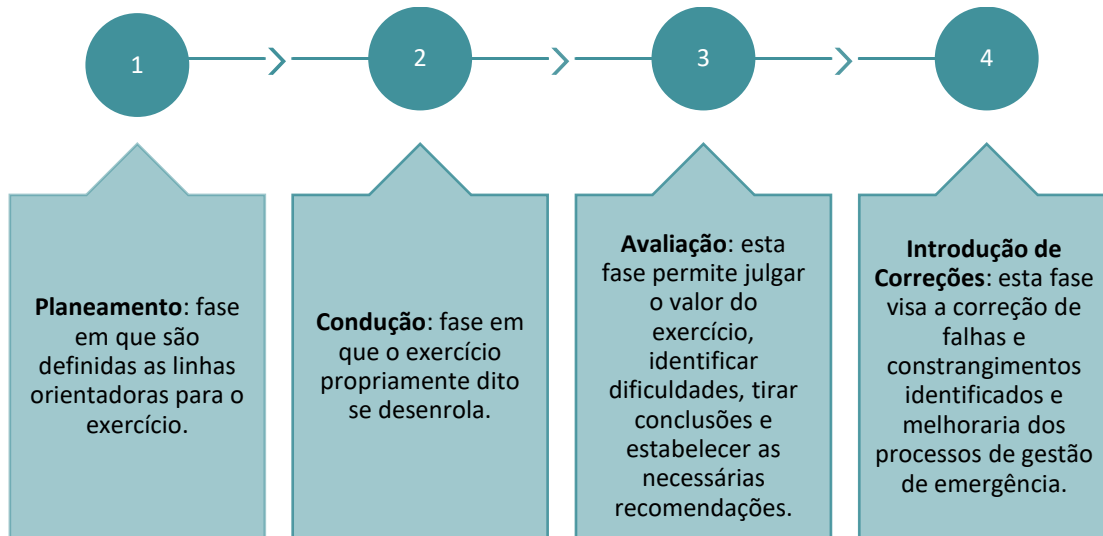 1
2
3
4
Planeamento: fase
em que são
definidas as linhas
orientadoras para o
exercício.
Condução: fase em
que o exercício
propriamente dito
se desenrola.
Avaliação: esta
fase permite julgar
o valor do
exercício,
identificar
dificuldades, tirar
conclusões e
estabelecer as
necessárias
recomendações.
Introdução de
Correções: esta fase
visa a correção de
falhas e
constrangimentos
identificados e
melhoraria dos
processos de gestão
de emergência.